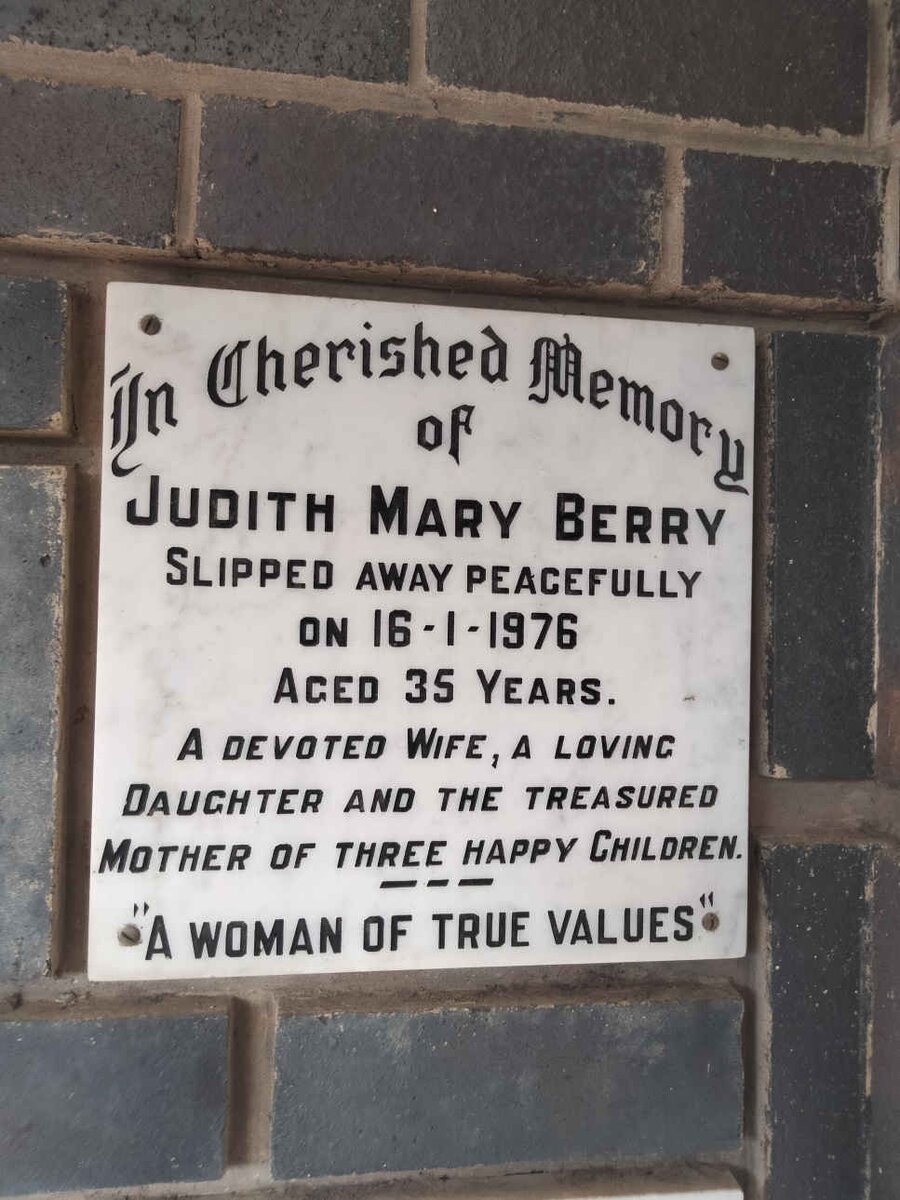 In Cherished Memory
of
JUDITH MARY BERRY
SLIPPED AWAY PEACEFULLY
ON 16-1-1976
AGED 35 YEARS.
A DEVOTED WIFE, A LOVING
DAUGHTER AND THE TREASURED
MOTHER OF THREE HAPPY CHILDREN.
"A WOMAN OF TRUE VALUES"